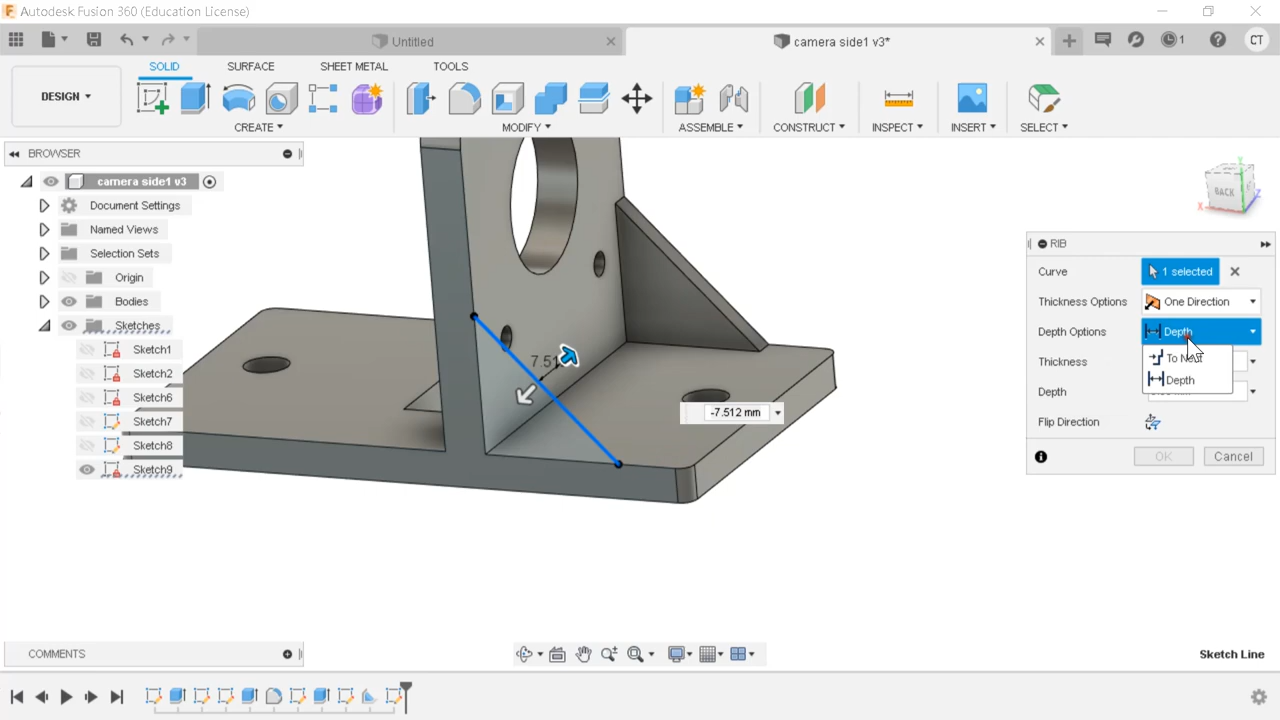 Autodesk Fusion 360 (Education License)
Untitled
camera side1 v3*
1
CT
DESIGN
SOLID
SURFACE
SHEET METAL
TOOLS
CREATE
MODIFY
ASSEMBLE
CONSTRUCT
INSPECT
INSERT
SELECT
BROWSER
camera side1 v3
Document Settings
Named Views
Selection Sets
Origin
Bodies
Sketches
Sketch1
Sketch2
Sketch6
Sketch7
Sketch8
Sketch9
-7.512 mm
BACK
X
Y
Z
RIB
Curve
1 selected
Thickness Options
One Direction
Depth Options
Depth
To
Depth
Thickness
Depth
Flip Direction
OK
Cancel
COMMENTS
Sketch Line